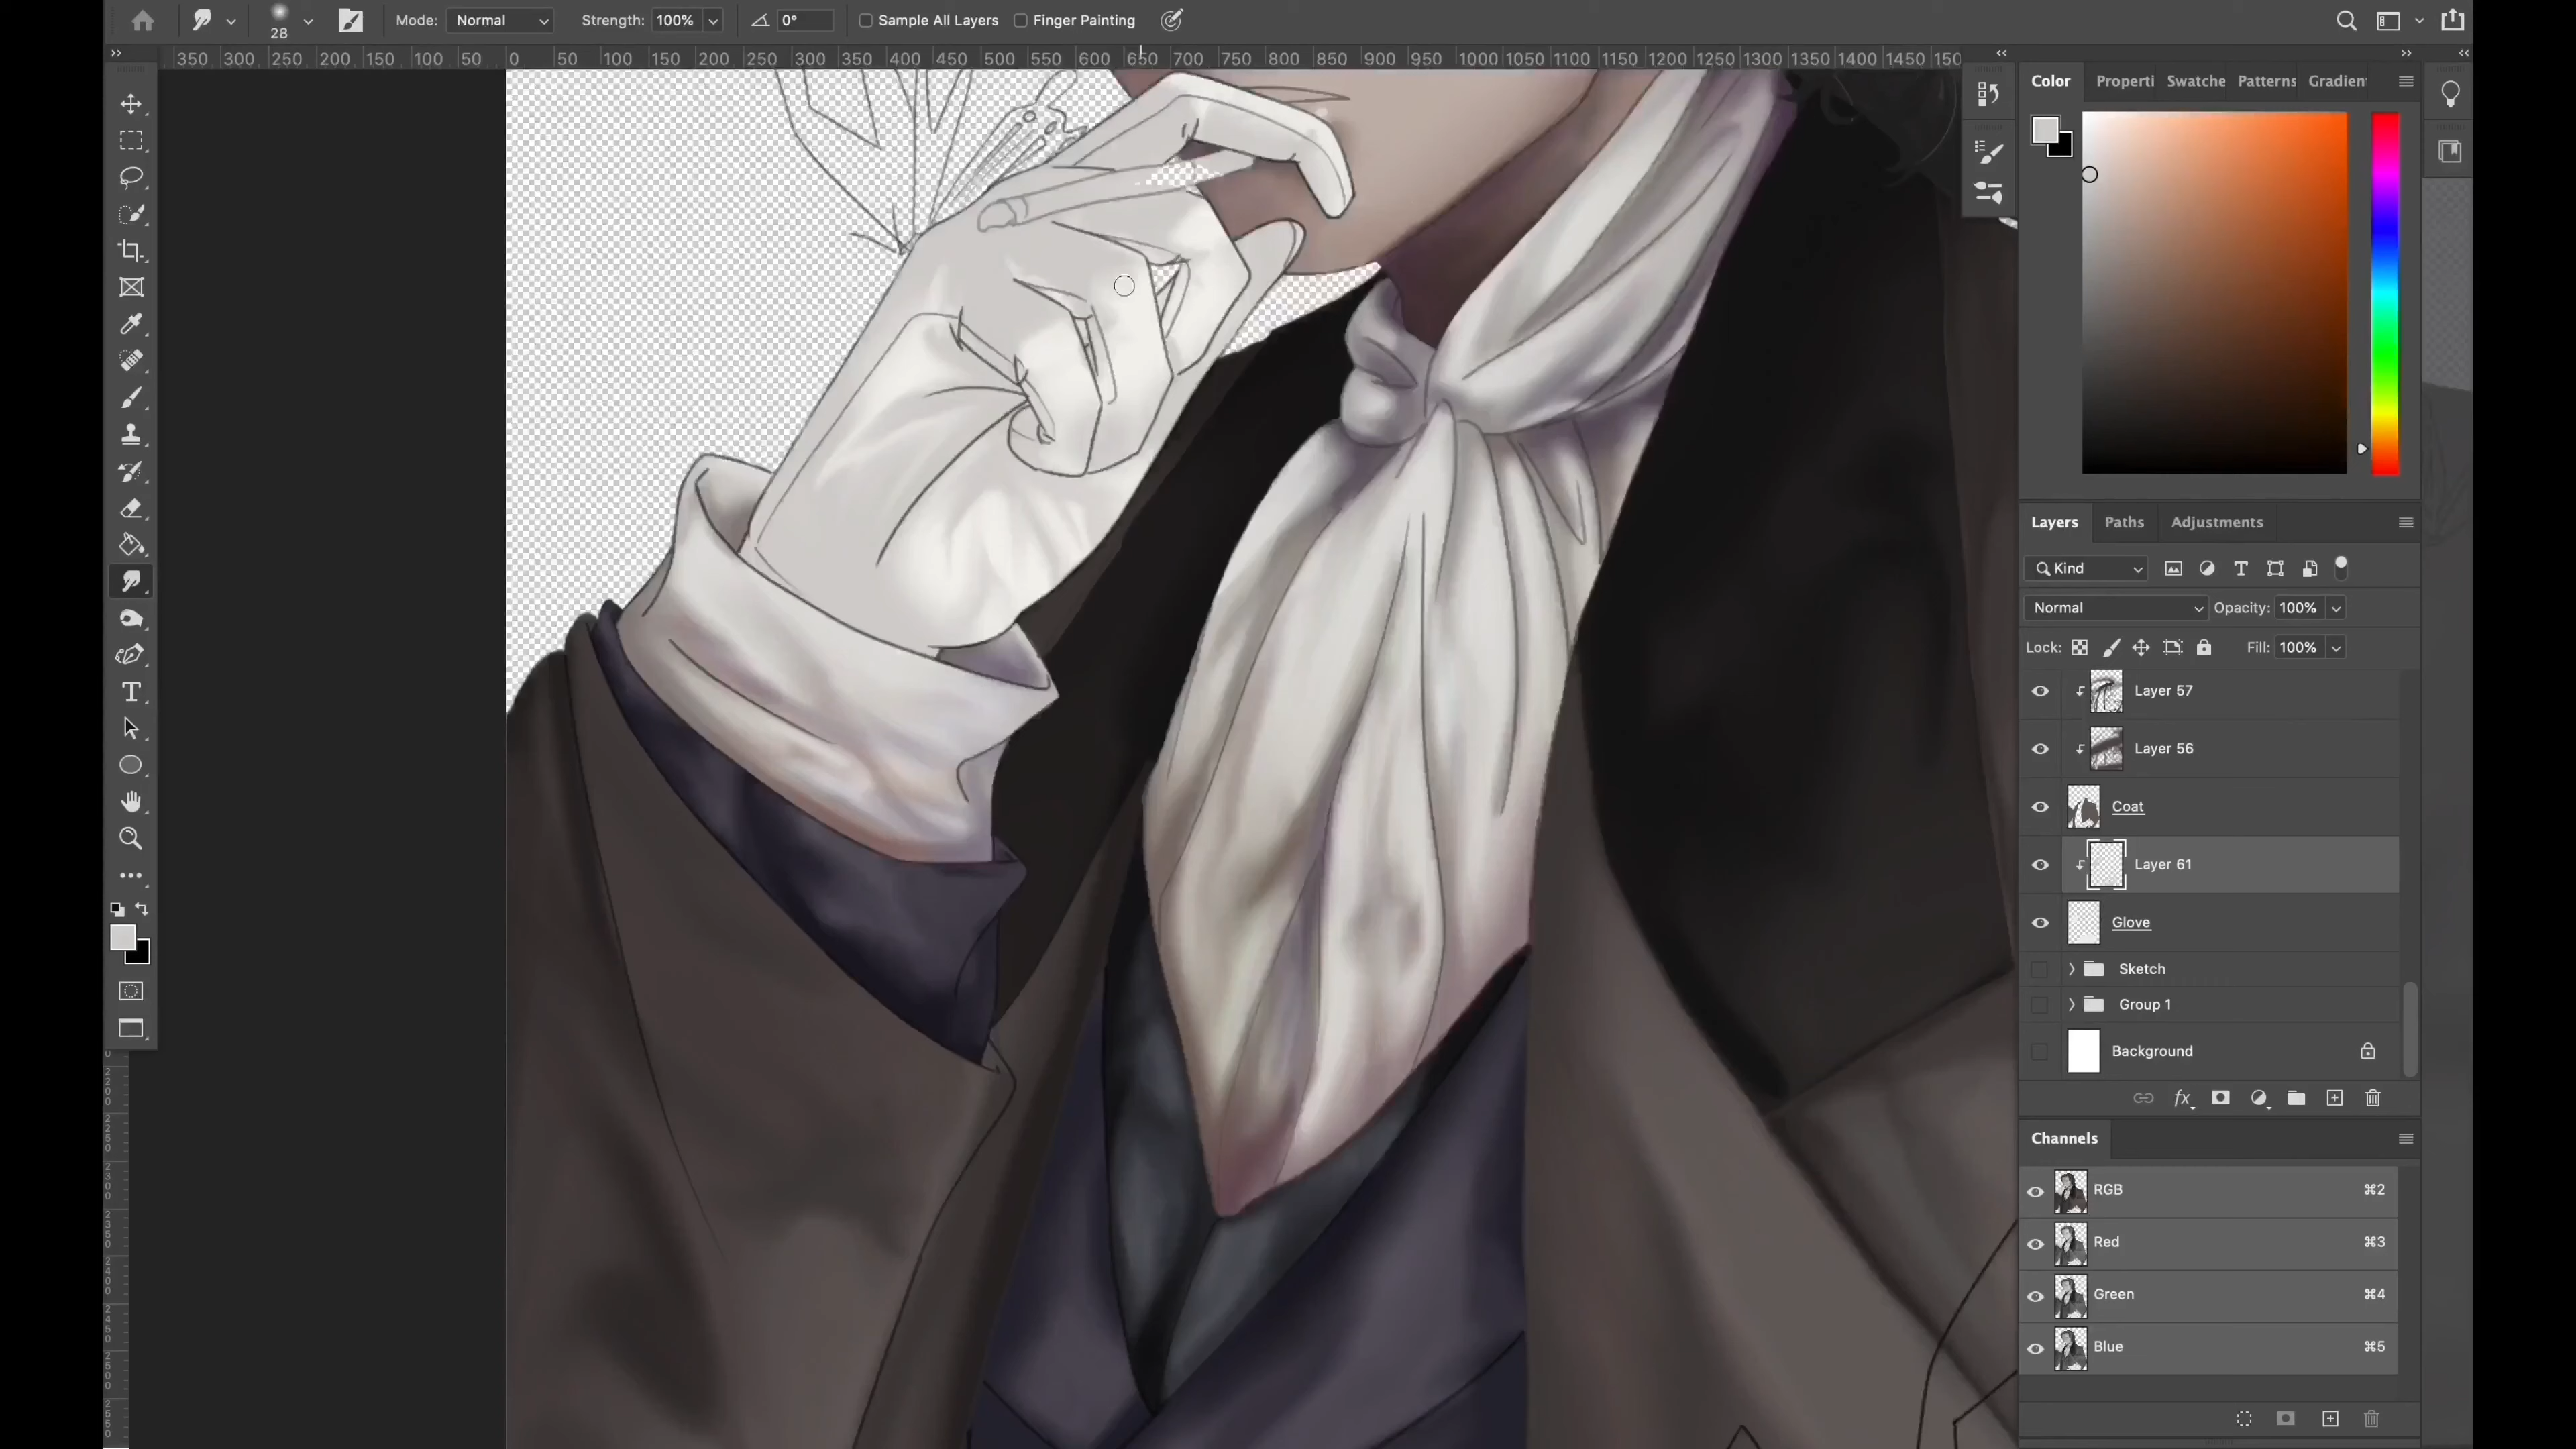 28
Mode: Normal
Strength: 100%
0°
Sample All Layers
Finger Painting
350 300 250 200 150 100 50 0 50 100 150 200 250 300 350 400 450 500 550 600 650 700 750 800 850 900 950 1000 1050 1100 1150 1200 1250 1300 1350 1400 1450
Color Properti Swatche Patterns Gradien
Layers Paths Adjustments
Kind
Normal Opacity: 100%
Lock: Fill: 100%
Layer 57
Layer 56
Coat
Layer 61
Glove
Sketch
Group 1
Background
fx
Channels
RGB ⌘2
Red ⌘3
Green ⌘4
Blue ⌘5